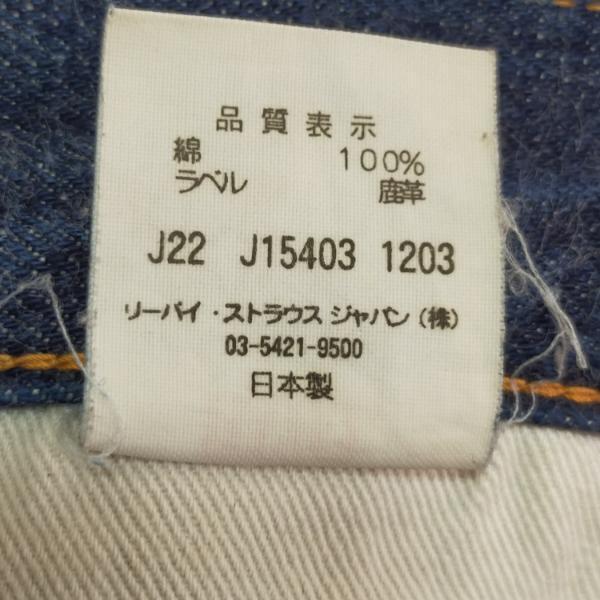 品質表示
綿 100%
ラベル 鹿革
J22 J15403 1203
リーバイ・ストラウス ジャパン(株)
03-5421-9500
日本製